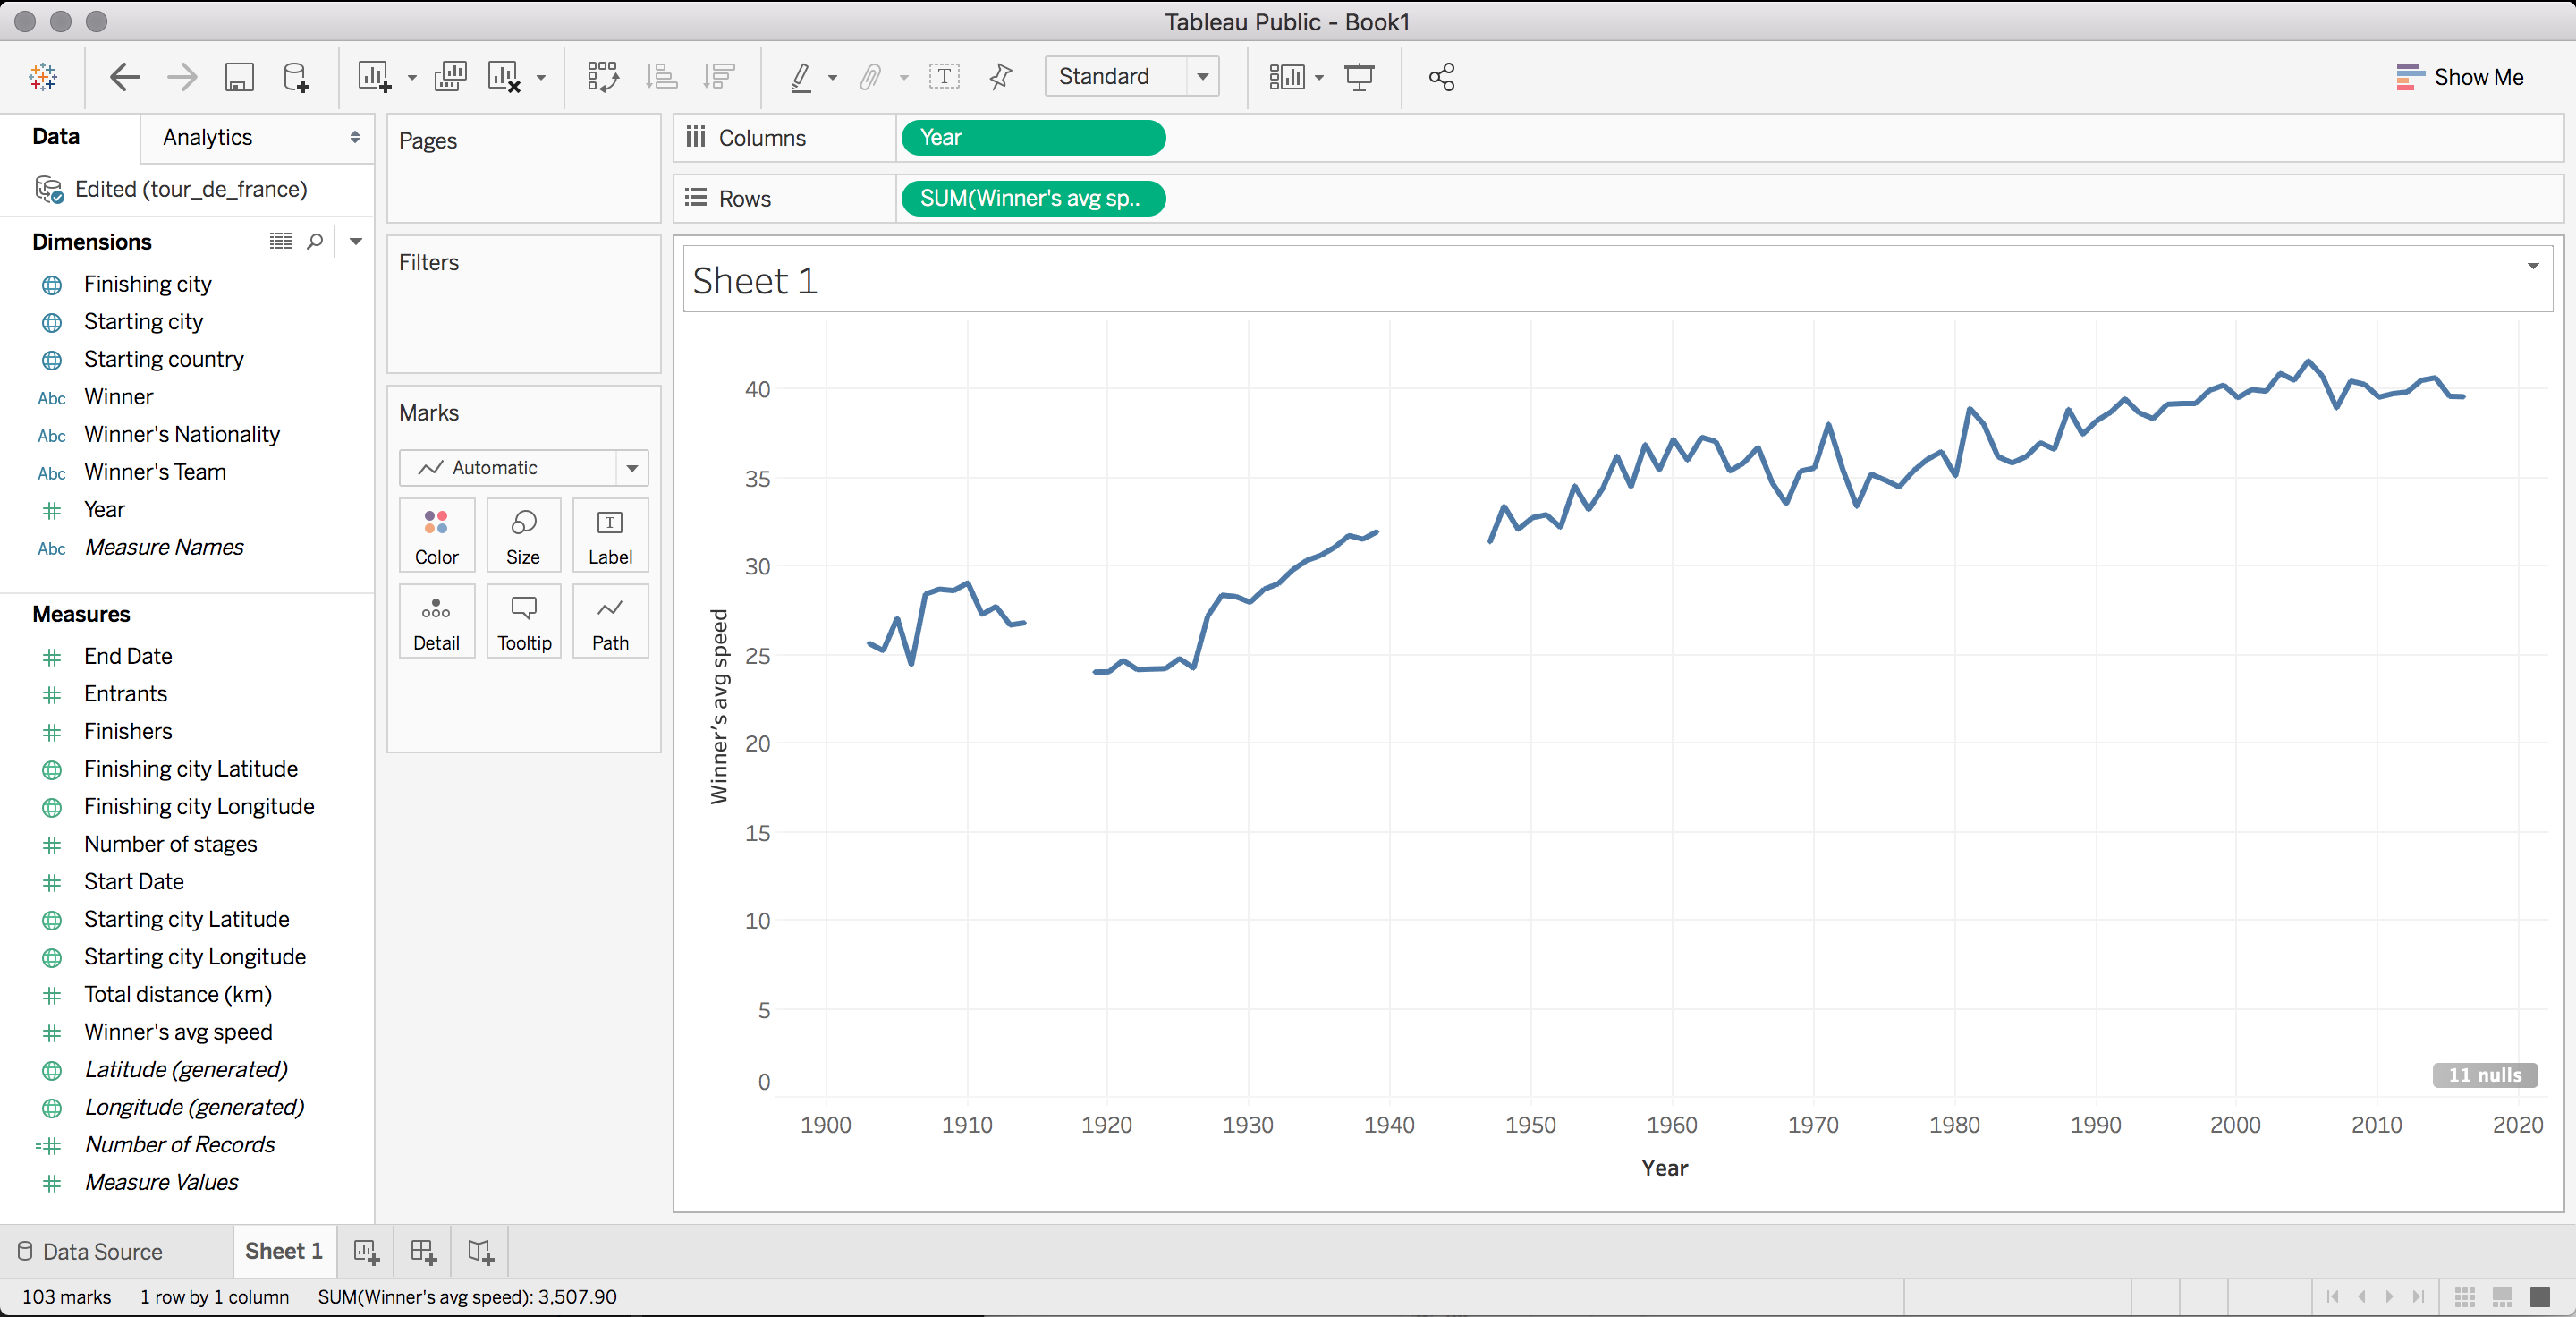 Tableau Public - Book1
Standard
Show Me
Data
Analytics
Edited (tour_de_france)
Dimensions
Finishing city
Starting city
Starting country
Abc Winner
Abc Winner's Nationality
Abc Winner's Team
Year
Abc Measure Names
Measures
End Date
Entrants
Finishers
Finishing city Latitude
Finishing city Longitude
Number of stages
Start Date
Starting city Latitude
Starting city Longitude
Total distance (km)
Winner's avg speed
Latitude (generated)
Longitude (generated)
=# Number of Records
Measure Values
Pages
Filters
Marks
Automatic
Color Size Label
Detail Tooltip Path
Columns Year
Rows SUM(Winner's avg sp..
Sheet 1
Winner's avg speed
40
35
30
25
20
15
10
5
0
11 nulls
1900 1910 1920 1930 1940 1950 1960 1970 1980 1990 2000 2010 2020
Year
Data Source Sheet 1
103 marks 1 row by 1 column SUM(Winner's avg speed): 3,507.90